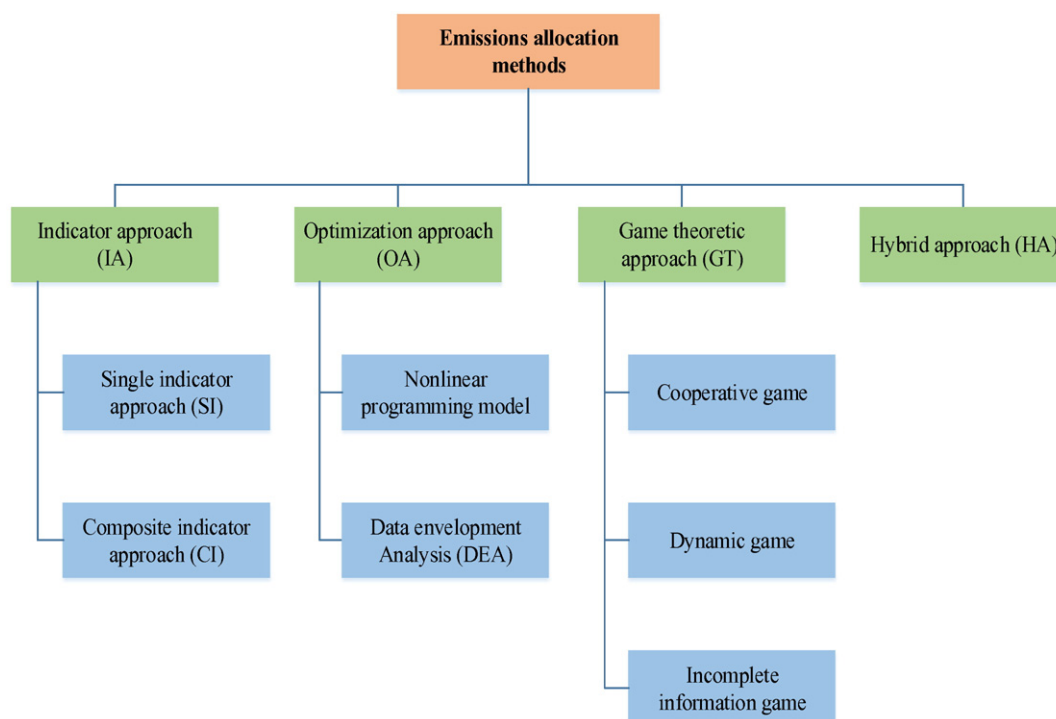 Emissions allocation
methods
Indicator approach
(IA)
Optimization approach
(OA)
Game theoretic
approach (GT)
Hybrid approach (HA)
Single indicator
approach (SI)
Nonlinear
programming model
Cooperative game
Composite indicator
approach (CI)
Data envelopment
Analysis (DEA)
Dynamic game
Incomplete
information game